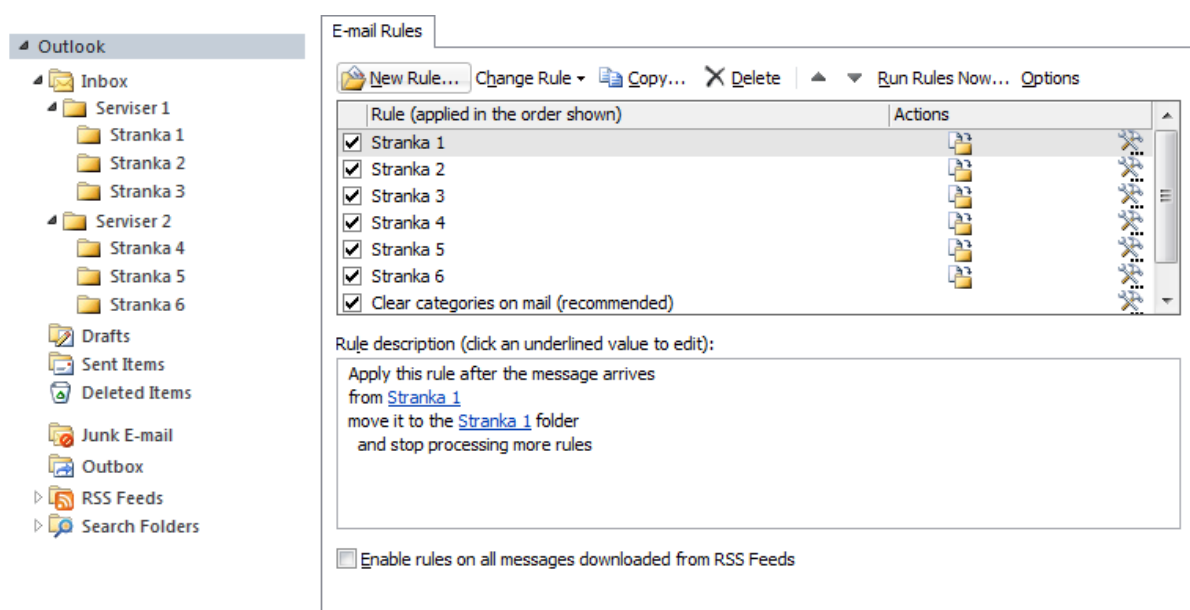 Outlook
Inbox
Serviser 1
Stranka 1
Stranka 2
Stranka 3
Serviser 2
Stranka 4
Stranka 5
Stranka 6
Drafts
Sent Items
Deleted Items
Junk E-mail
Outbox
RSS Feeds
Search Folders
E-mail Rules
New Rule... Change Rule Copy... Delete Run Rules Now... Options
Rule (applied in the order shown) Actions
Stranka 1
Stranka 2
Stranka 3
Stranka 4
Stranka 5
Stranka 6
Clear categories on mail (recommended)
Rule description (click an underlined value to edit):
Apply this rule after the message arrives
from Stranka 1
move it to the Stranka 1 folder
and stop processing more rules
Enable rules on all messages downloaded from RSS Feeds